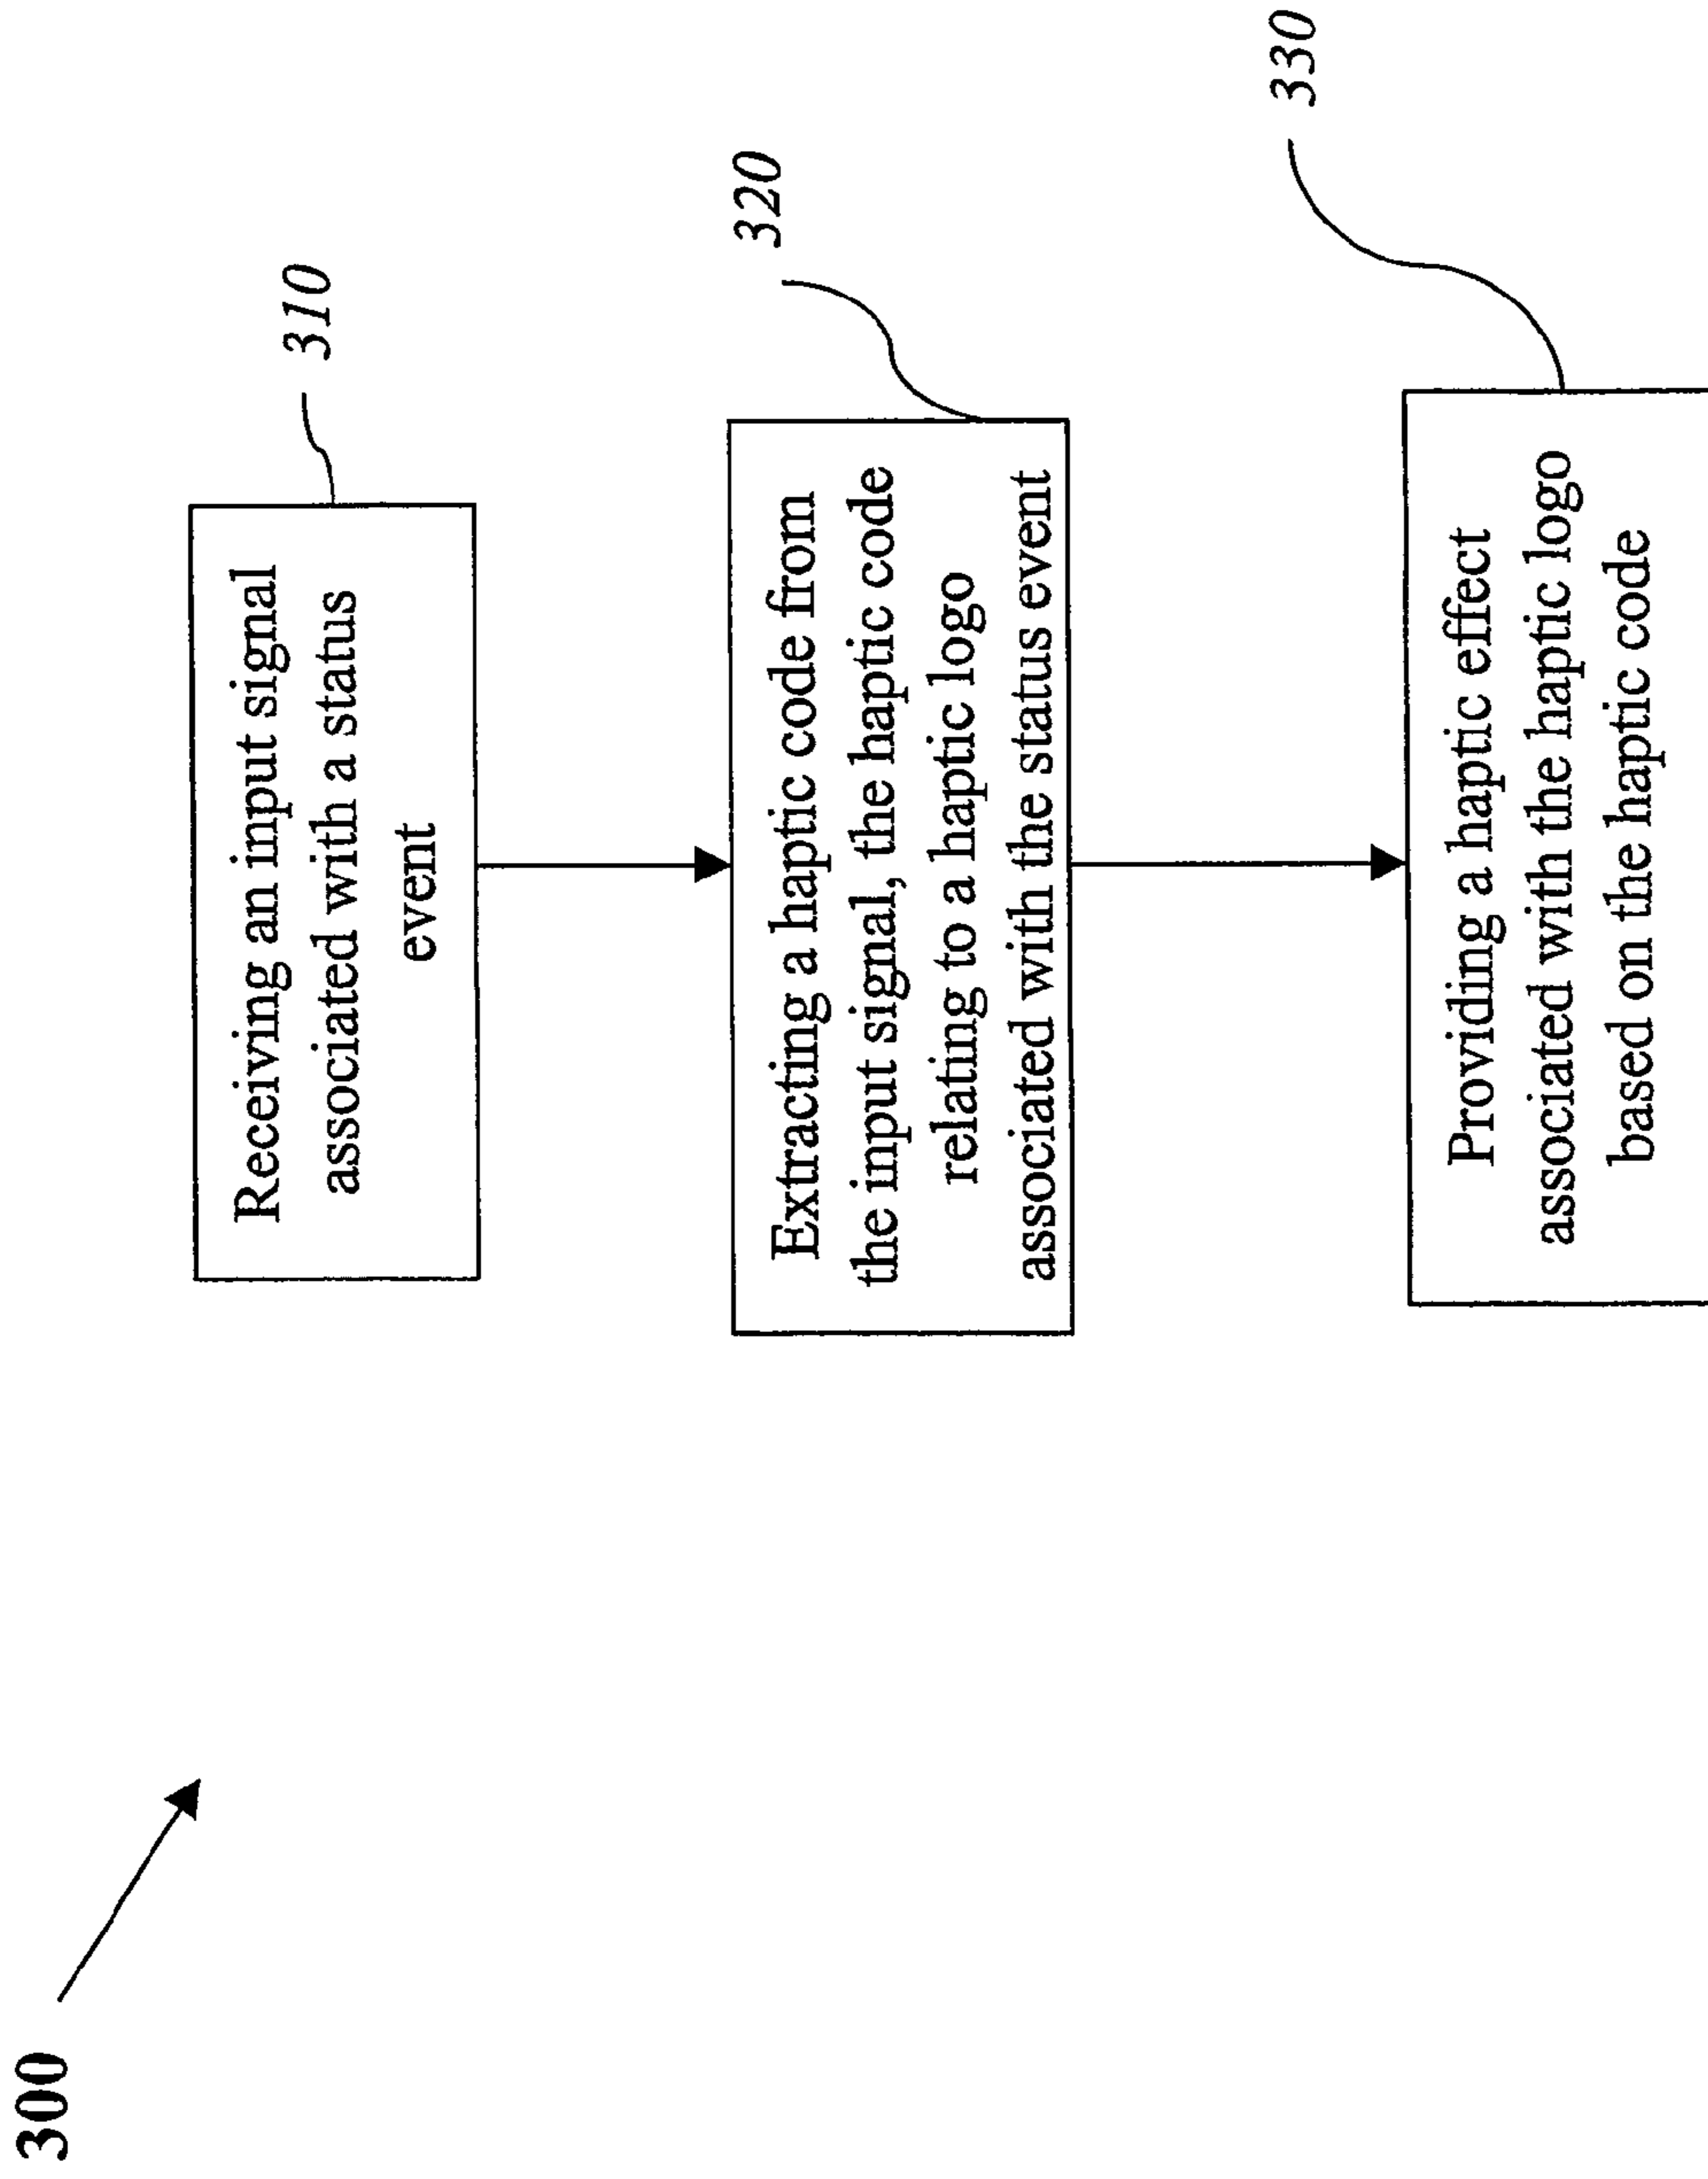 300
Receiving an input signal
associated with a status
event
310
Extracting a haptic code from
the input signal, the haptic code
relating to a haptic logo
associated with the status event
320
Providing a haptic effect
associated with the haptic logo
based on the haptic code
330